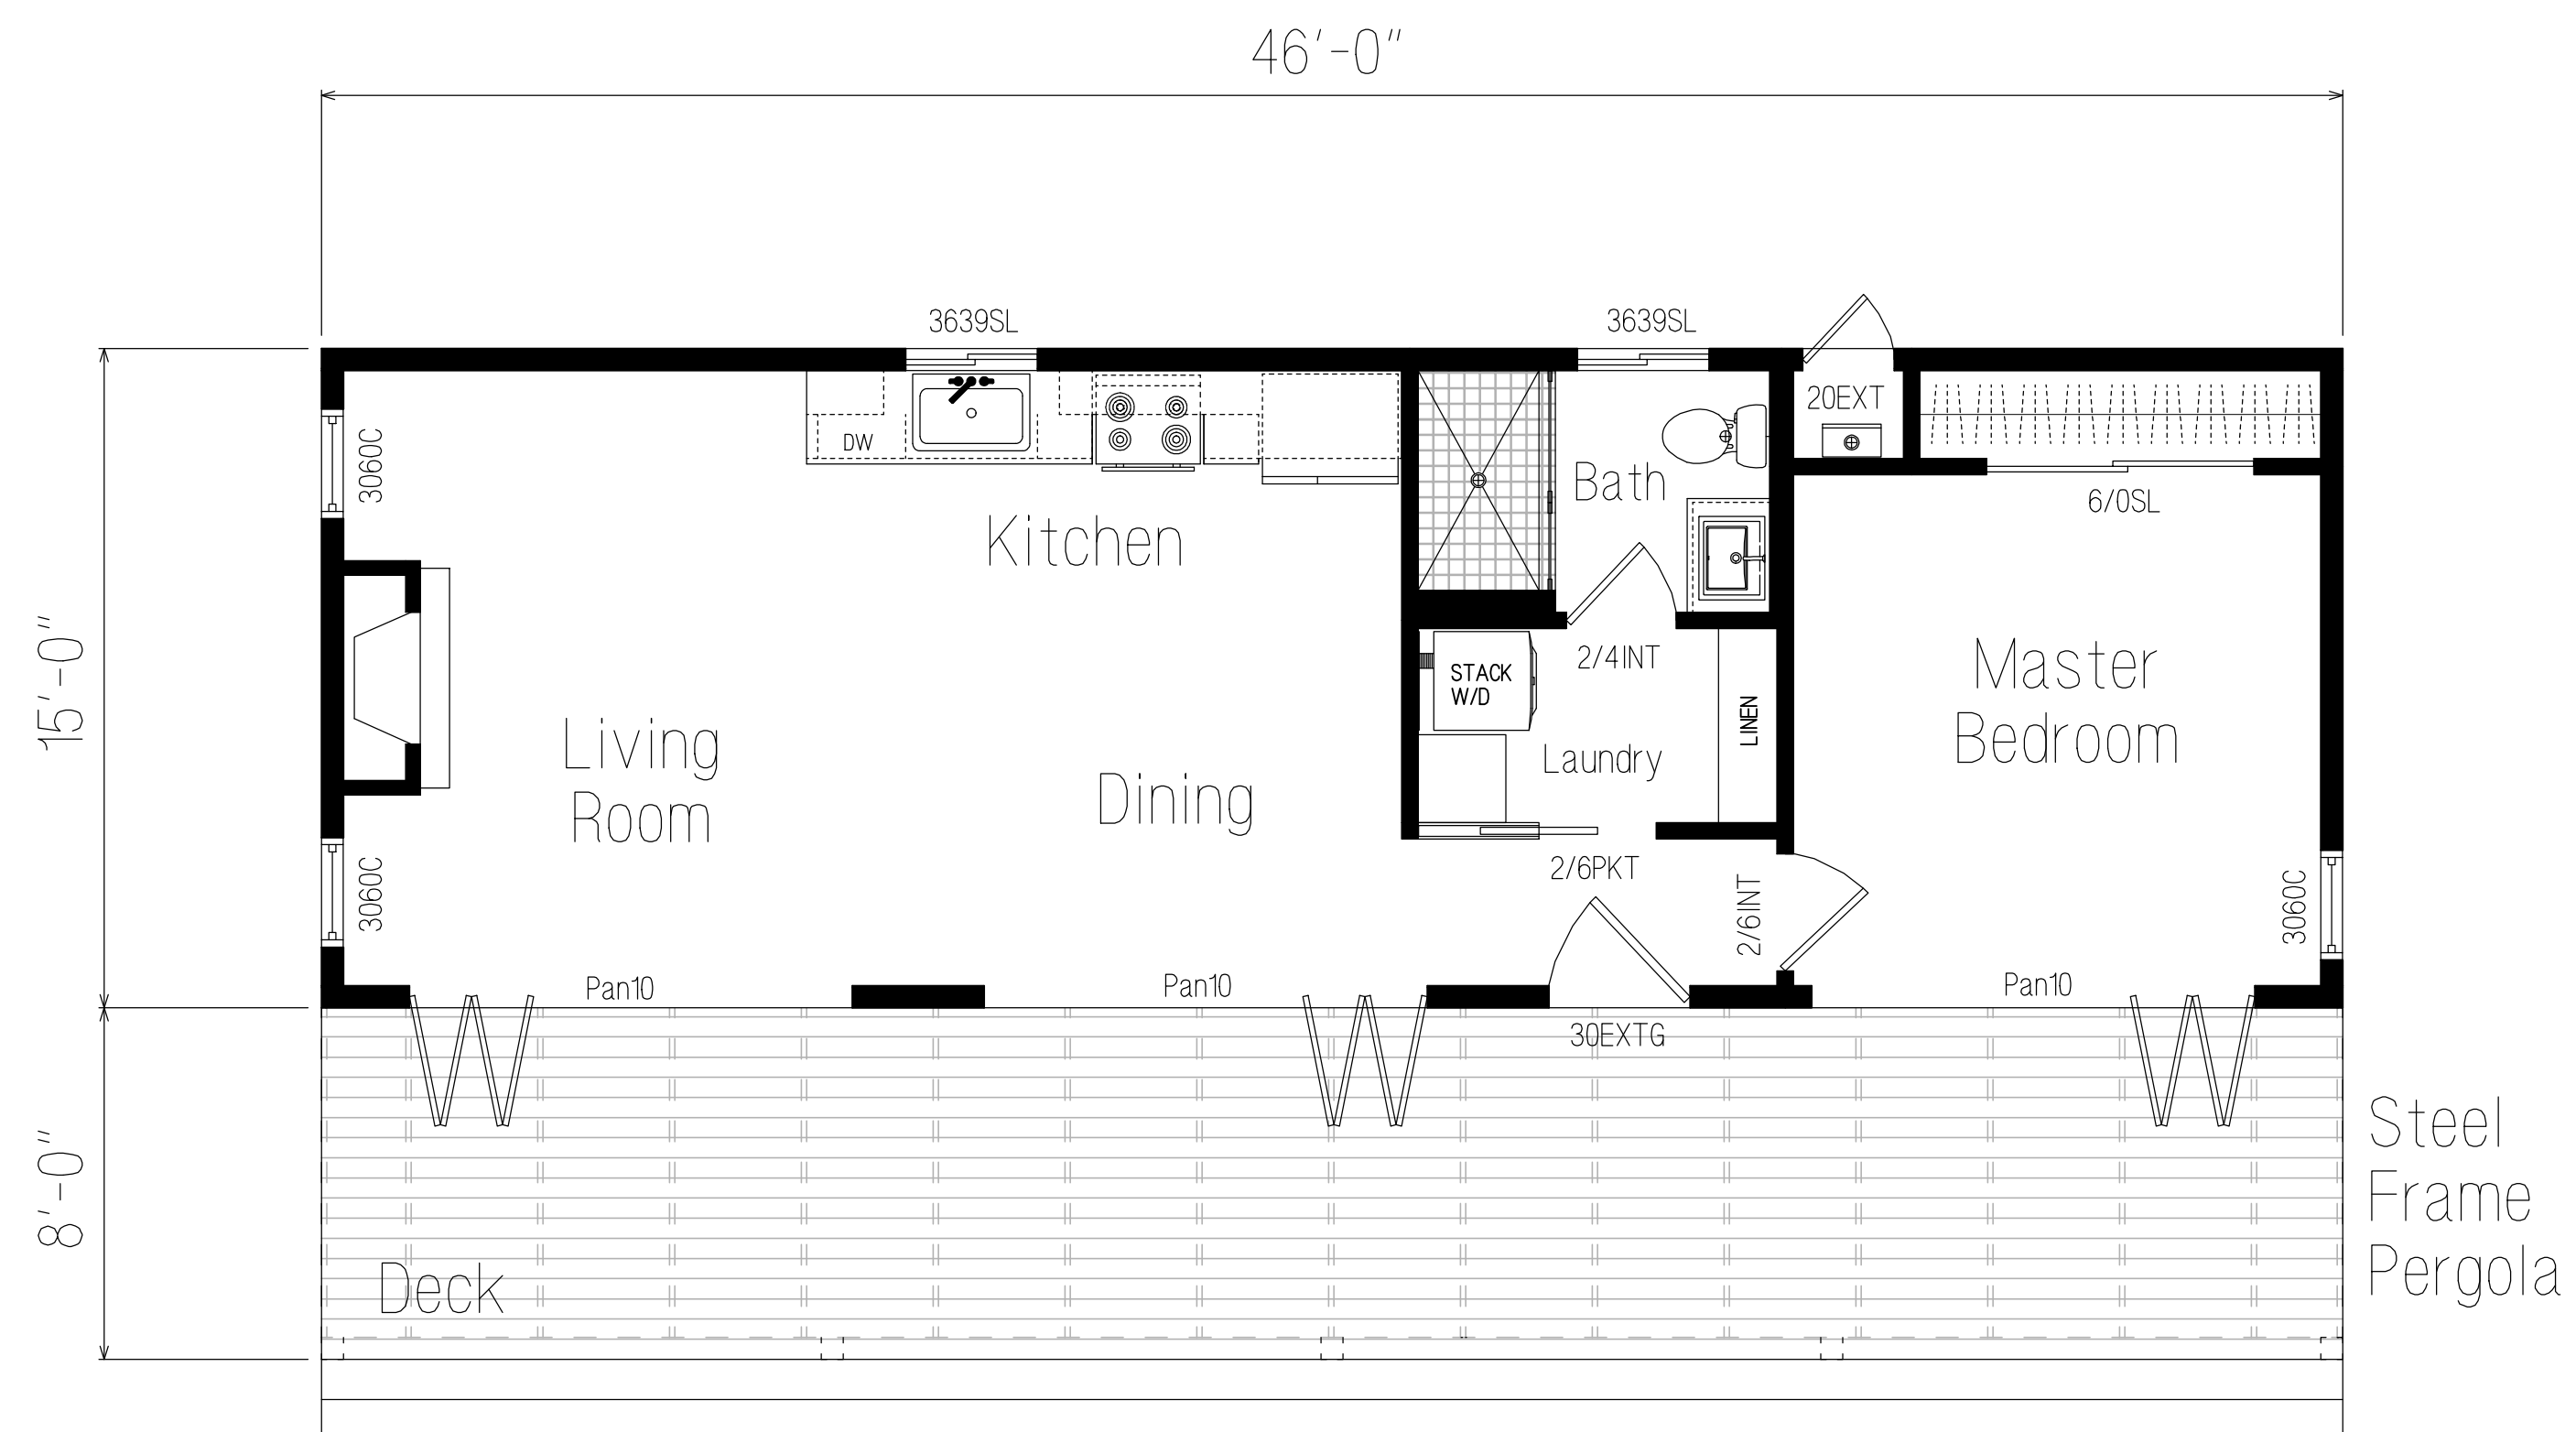 46'-0"
3639SL
3639SL
20EXT
3060C
DW
Bath
6/0SL
Kitchen
15'-0"
STACK
W/D
2/4INT
LINEN
Master
Bedroom
Living
Room
Laundry
Dining
3060C
2/6PKT
2/6INT
3060C
Pan10
Pan10
Pan10
30EXTG
8'-0"
Steel
Frame
Pergola
Deck